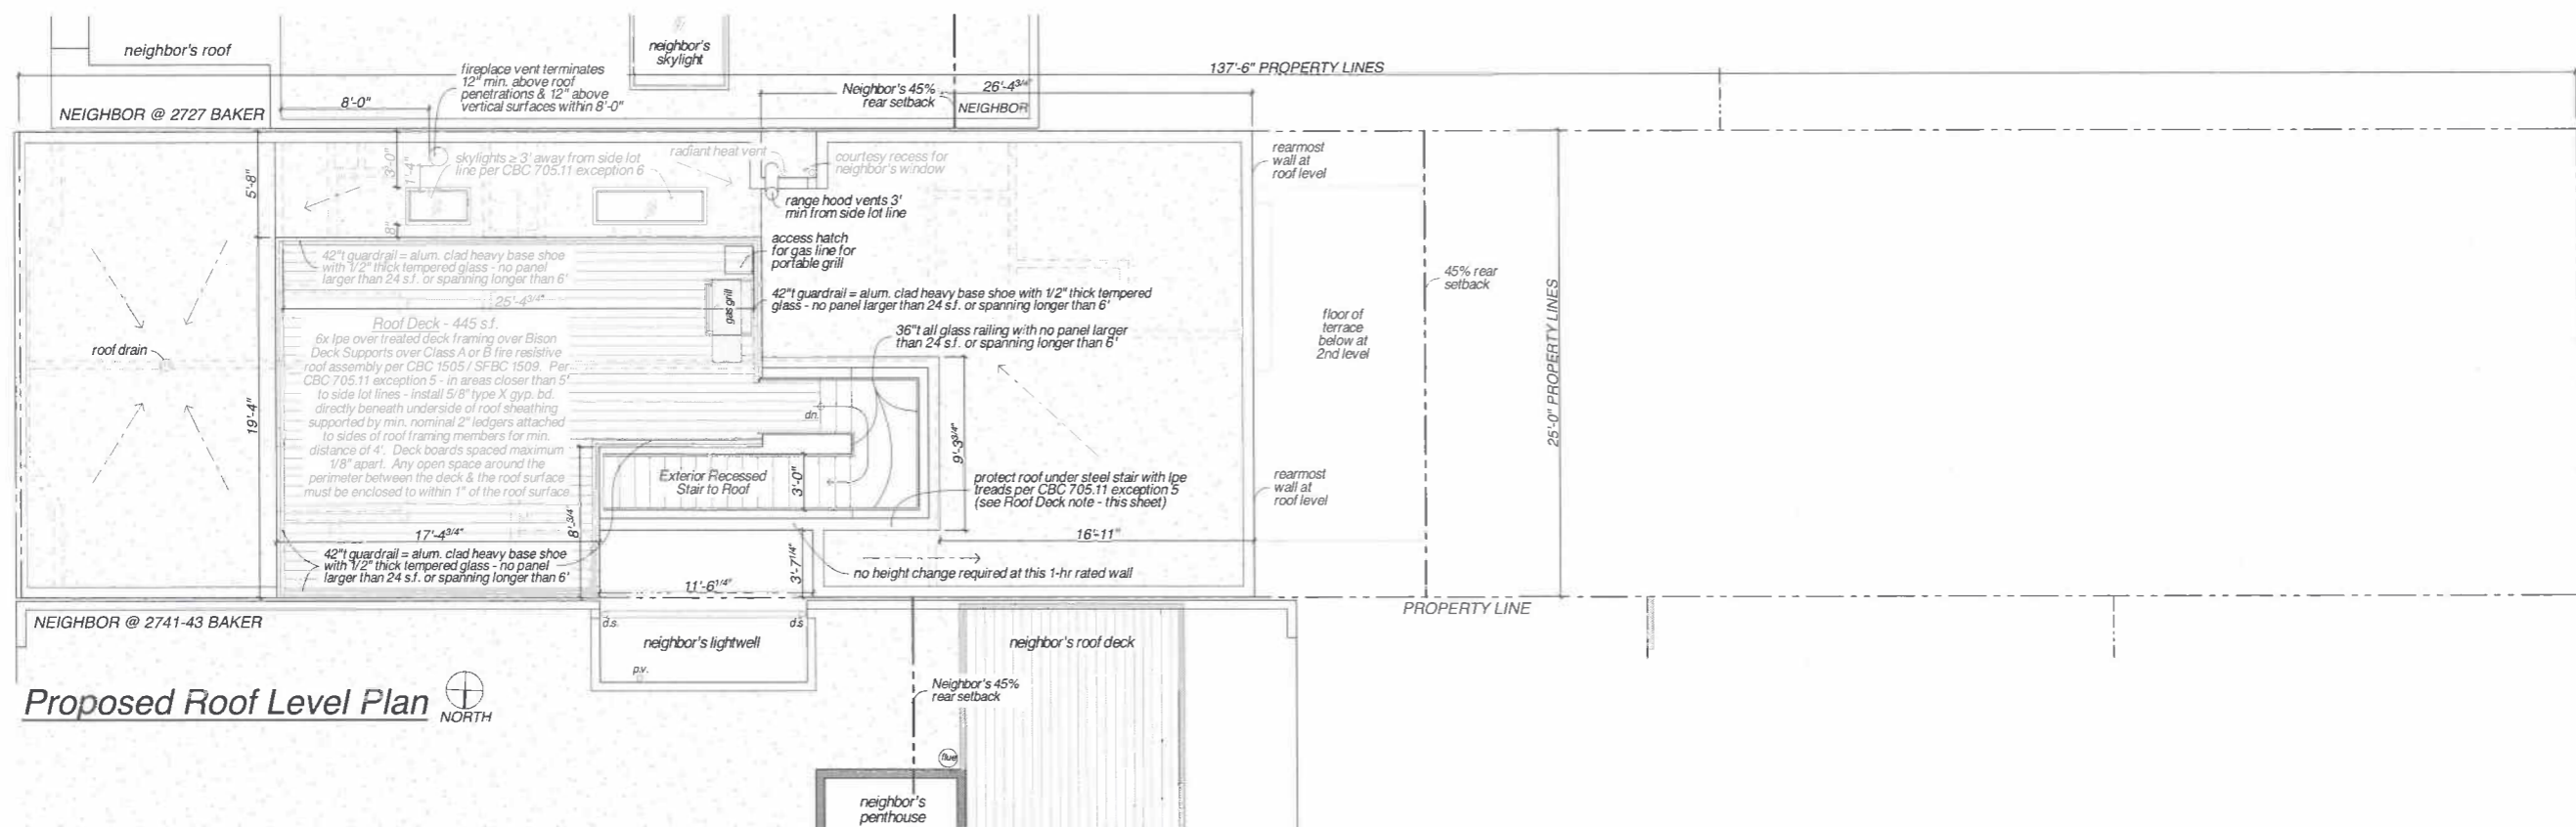 neighbor's roof
neighbor's
skylight
fireplace vent terminates
12" min. above roof
penetrations & 12" above
vertical surfaces within 8'-0"
137'-6" PROPERTY LINES
8'-0"
Neighbor's 45%
rear setback
26'-4 3/4"
NEIGHBOR
NEIGHBOR @ 2727 BAKER
5'-8"
3'-0"
1'-4"
skylights ≥ 3' away from side lot
line per CBC 705.11 exception 6
radiant heat vent
courtesy recess for
neighbor's window
rearmost
wall at
roof level
range hood vents 3'
min from side lot line
8"
access hatch
for gas line for
portable grill
42"t guardrail = alum. clad heavy base shoe
with 1/2" thick tempered glass - no panel
larger than 24 s.f. or spanning longer than 6'
25'-4 3/4"
gas grill
42"t guardrail = alum. clad heavy base shoe with 1/2" thick tempered
glass - no panel larger than 24 s.f. or spanning longer than 6'
45% rear
setback
25'-0" PROPERTY LINES
36"t all glass railing with no panel larger
than 24 s.f. or spanning longer than 6'
floor of
terrace
below at
2nd level
roof drain
Roof Deck - 445 s.f.
6x Ipe over treated deck framing over Bison
Deck Supports over Class A or B fire resistive
roof assembly per CBC 1505 / SFBC 1509. Per
CBC 705.11 exception 5 - in areas closer than 5'
to side lot lines - install 5/8" type X gyp. bd.
directly beneath underside of roof sheathing
supported by min. nominal 2" ledgers attached
to sides of roof framing members for min.
distance of 4'. Deck boards spaced maximum
1/8" apart. Any open space around the
perimeter between the deck & the roof surface
must be enclosed to within 1" of the roof surface
19'-4"
dn.
9'-3 3/4"
Exterior Recessed
Stair to Roof
3'-0"
protect roof under steel stair with Ipe
treads per CBC 705.11 exception 5
(see Roof Deck note - this sheet)
rearmost
wall at
roof level
17'-4 3/4"
8'-3/4"
16'-11"
42"t guardrail = alum. clad heavy base shoe
with 1/2" thick tempered glass - no panel
larger than 24 s.f. or spanning longer than 6'
3'-7 1/4"
11'-6 1/4"
no height change required at this 1-hr rated wall
PROPERTY LINE
NEIGHBOR @ 2741-43 BAKER
d.s.
d.s
neighbor's lightwell
p.v.
neighbor's roof deck
Neighbor's 45%
rear setback
Proposed Roof Level Plan
NORTH
flue
neighbor's
penthouse